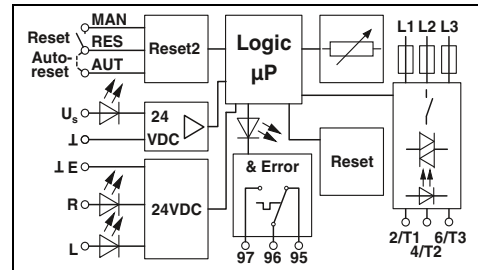 MAN
Reset
RES
Reset2
Auto-
reset
AUT
Logic
µP
L1 L2 L3
Us
24
VDC
⊥
⊥ E
R
24VDC
L
& Error
Reset
97 96 95
2/T1
4/T2
6/T3